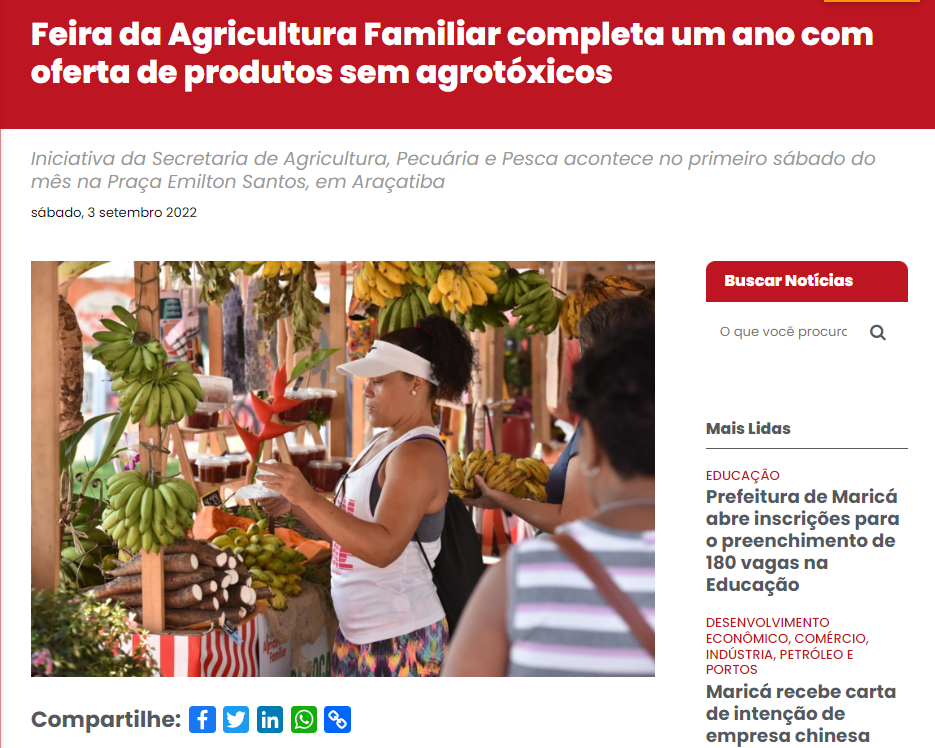 Feira da Agricultura Familiar completa um ano com
oferta de produtos sem agrotóxicos
Iniciativa da Secretaria de Agricultura, Pecuária e Pesca acontece no primeiro sábado do
mês na Praça Emilton Santos, em Araçatiba
sábado, 3 setembro 2022
Buscar Notícias
O que você procurc
Mais Lidas
EDUCAÇÃO
Prefeitura de Maricá
abre inscrições para
o preenchimento de
180 vagas na
Educação
DESENVOLVIMENTO
ECONÔMICO, COMÉRCIO,
INDÚSTRIA, PETRÓLEO E
PORTOS
Maricá recebe carta
de intenção de
empresa chinesa
Compartilhe: